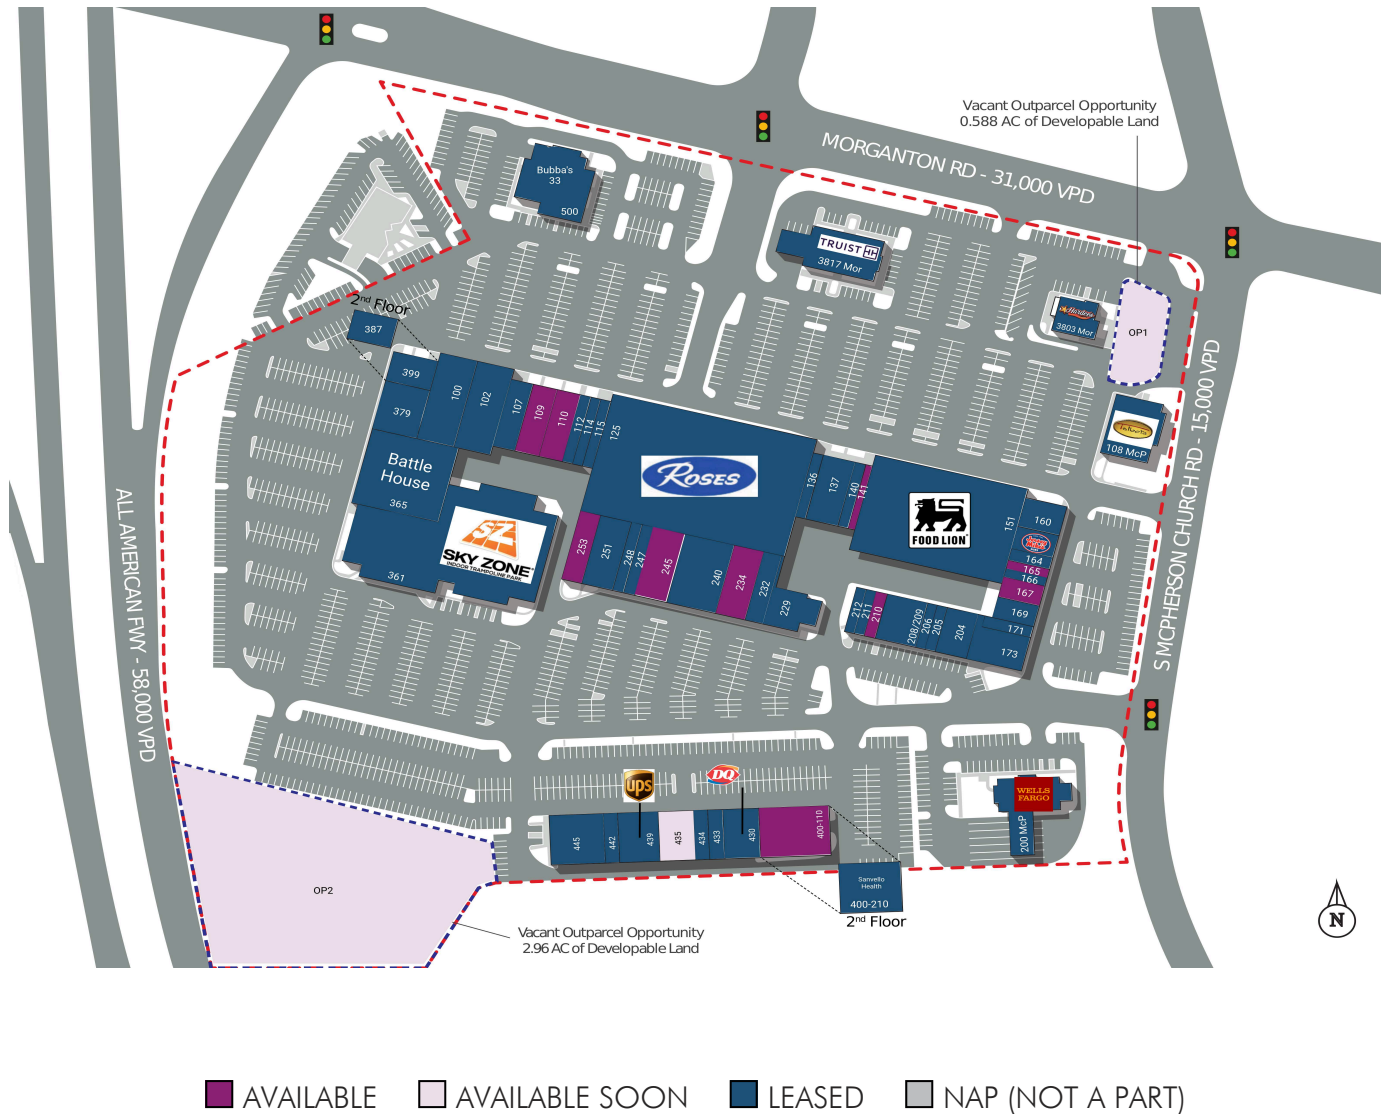 Vacant Outparcel Opportunity
0.588 AC of Developable Land
MORGANTON RD - 31,000 VPD
Bubba's
33
500
TRUIST
3817 Mor
Hardee's
3803 Mor
OP1
2nd Floor
387
399
379
100
102
107
109
110
112
114
115
125
ROSES
136
137
140
141
FOOD LION
151
160
164
165
166
167
169
171
173
108 McP
S MCPHERSON CHURCH RD - 15,000 VPD
Battle
House
365
SKY ZONE
INDOOR TRAMPOLINE PARK
361
253
251
248
247
245
240
234
232
229
212
211
210
208/209
206
205
204
ALL AMERICAN FWY - 58,000 VPD
ups
DQ
445
442
439
435
434
433
430
400-110
WELLS
FARGO
200 McP
Sanvello
Health
400-210
2nd Floor
OP2
Vacant Outparcel Opportunity
2.96 AC of Developable Land
N
AVAILABLE
AVAILABLE SOON
LEASED
NAP (NOT A PART)